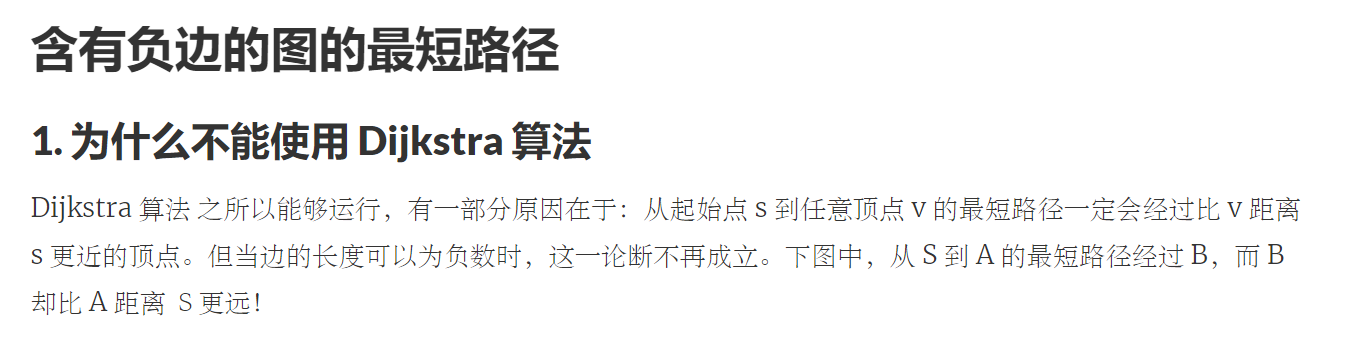 含有负边的图的最短路径
1. 为什么不能使用 Dijkstra 算法
Dijkstra 算法 之所以能够运行，有一部分原因在于：从起始点 s 到任意顶点 v 的最短路径一定会经过比 v 距离
s 更近的顶点。但当边的长度可以为负数时，这一论断不再成立。下图中，从 S 到 A 的最短路径经过 B，而 B
却比 A 距离 S 更远！